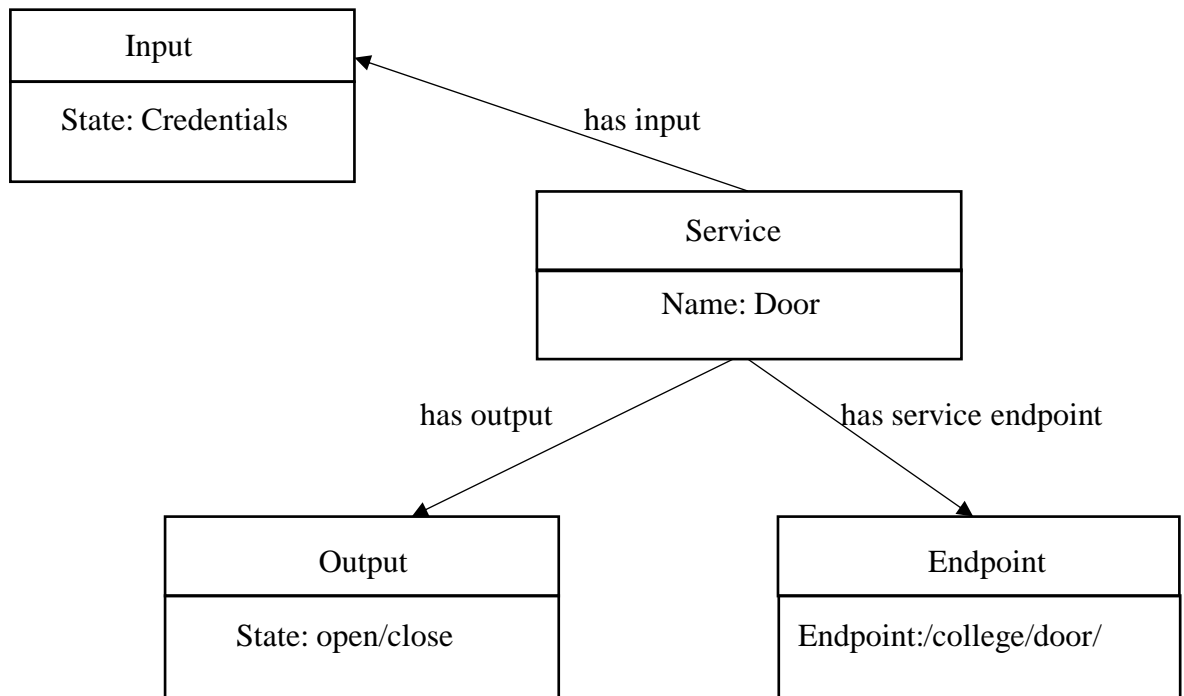 Input
State: Credentials
has input
Service
Name: Door
has output
has service endpoint
Output
State: open/close
Endpoint
Endpoint:/college/door/